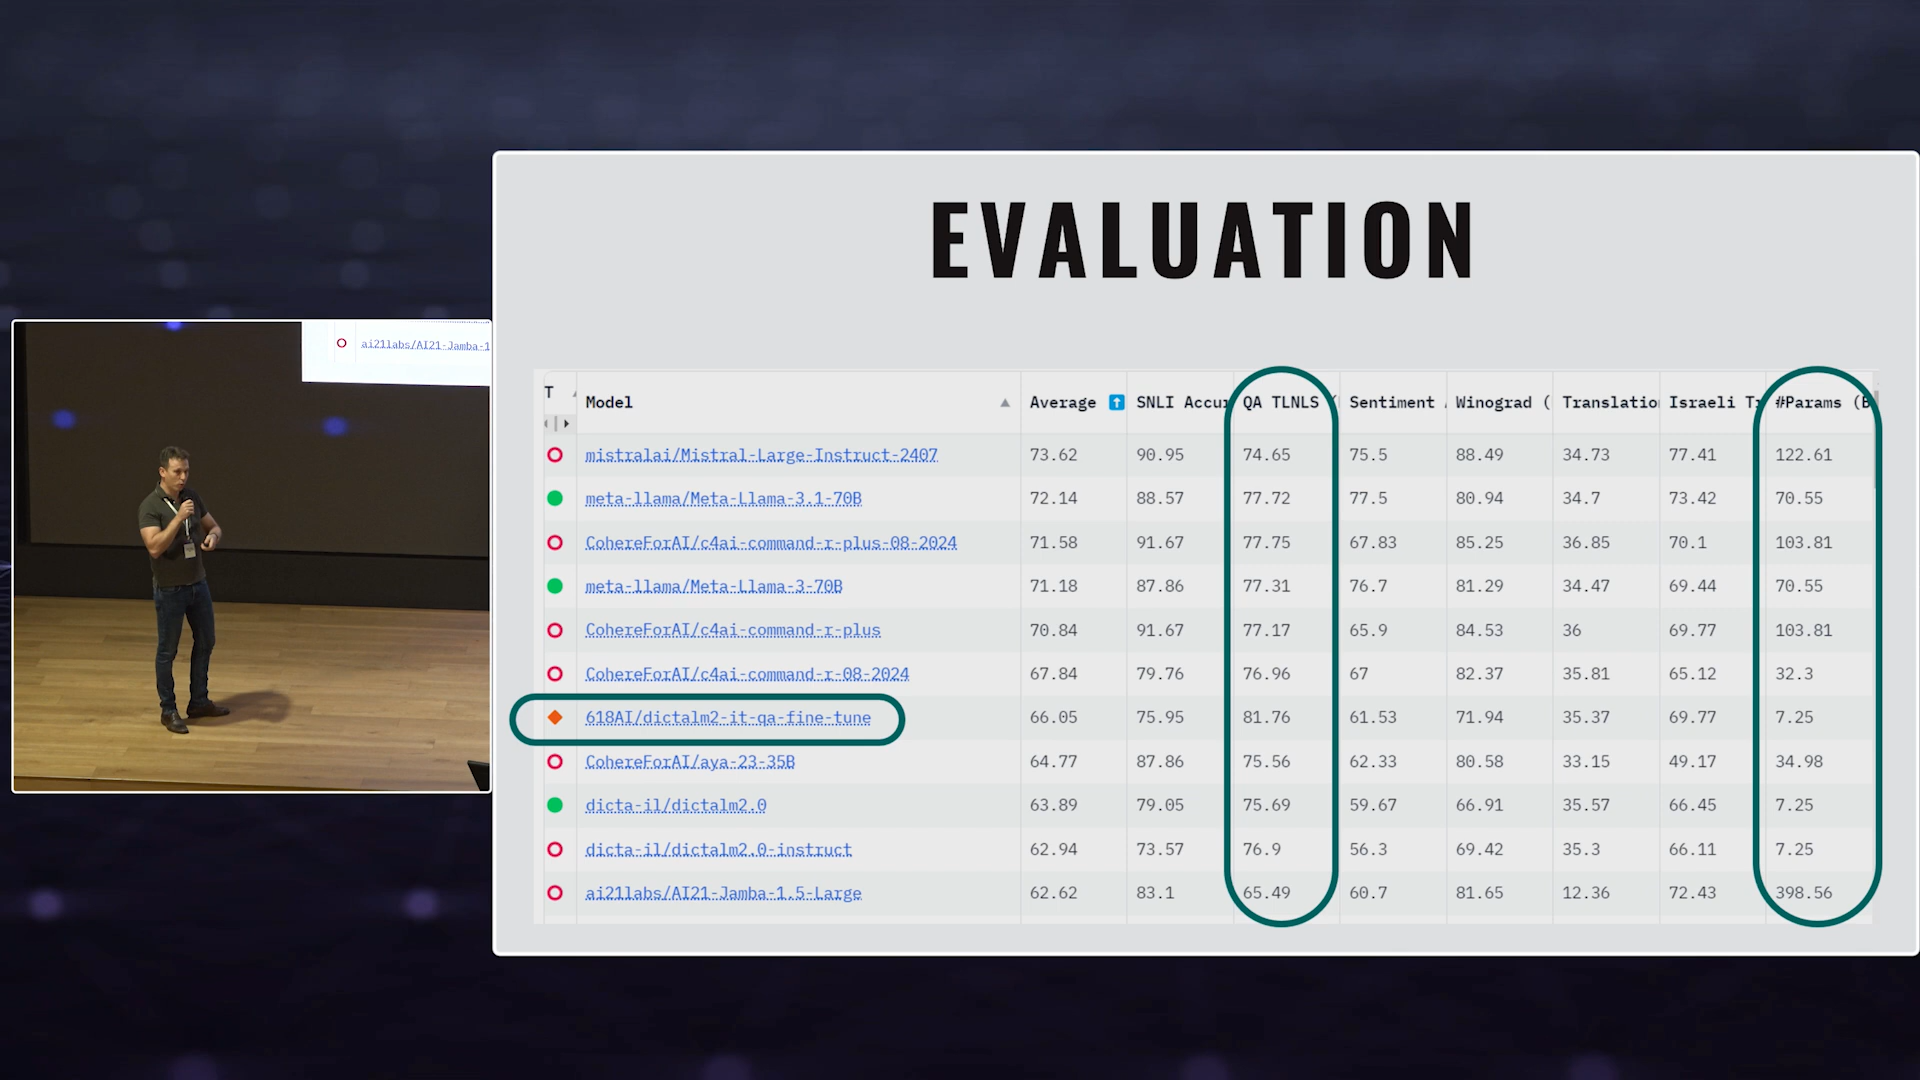 ai21labs/AI21-Jamba-1
EVALUATION
T Model Average SNLI Accur QA TLNLS ( Sentiment Winograd ( Translatio Israeli Tr #Params (B
mistralai/Mistral-Large-Instruct-2407 73.62 90.95 74.65 75.5 88.49 34.73 77.41 122.61
meta-llama/Meta-Llama-3.1-70B 72.14 88.57 77.72 77.5 80.94 34.7 73.42 70.55
CohereForAI/c4ai-command-r-plus-08-2024 71.58 91.67 77.75 67.83 85.25 36.85 70.1 103.81
meta-llama/Meta-Llama-3-70B 71.18 87.86 77.31 76.7 81.29 34.47 69.44 70.55
CohereForAI/c4ai-command-r-plus 70.84 91.67 77.17 65.9 84.53 36 69.77 103.81
CohereForAI/c4ai-command-r-08-2024 67.84 79.76 76.96 67 82.37 35.81 65.12 32.3
618AI/dictalm2-it-qa-fine-tune 66.05 75.95 81.76 61.53 71.94 35.37 69.77 7.25
CohereForAI/aya-23-35B 64.77 87.86 75.56 62.33 80.58 33.15 49.17 34.98
dicta-il/dictalm2.0 63.89 79.05 75.69 59.67 66.91 35.57 66.45 7.25
dicta-il/dictalm2.0-instruct 62.94 73.57 76.9 56.3 69.42 35.3 66.11 7.25
ai21labs/AI21-Jamba-1.5-Large 62.62 83.1 65.49 60.7 81.65 12.36 72.43 398.56